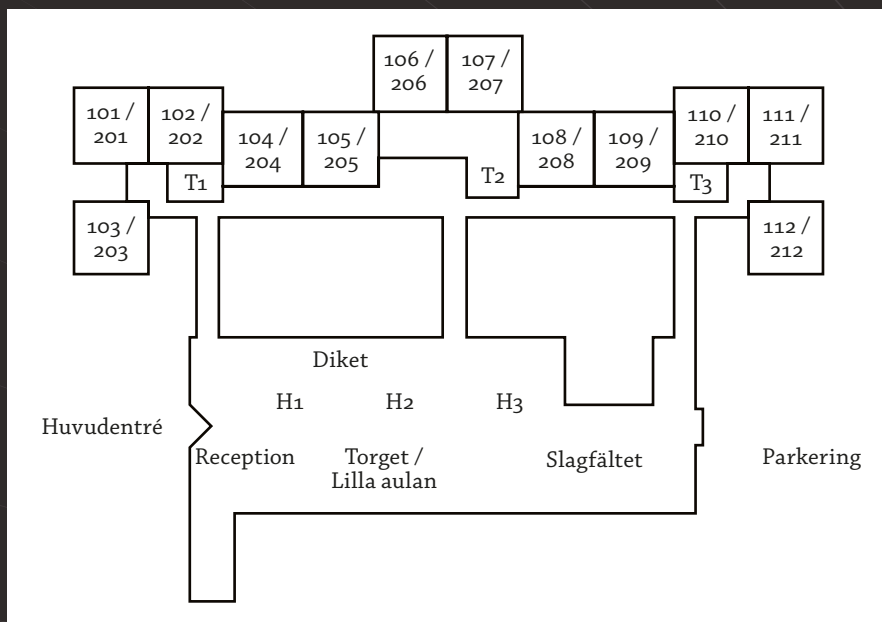 106 /
206
107 /
207
101 /
201
102 /
202
104 /
204
105 /
205
108 /
208
109 /
209
110 /
210
111 /
211
T1
T2
T3
103 /
203
112 /
212
Diket
H1
H2
H3
Huvudentré
Reception
Torget /
Lilla aulan
Slagfältet
Parkering